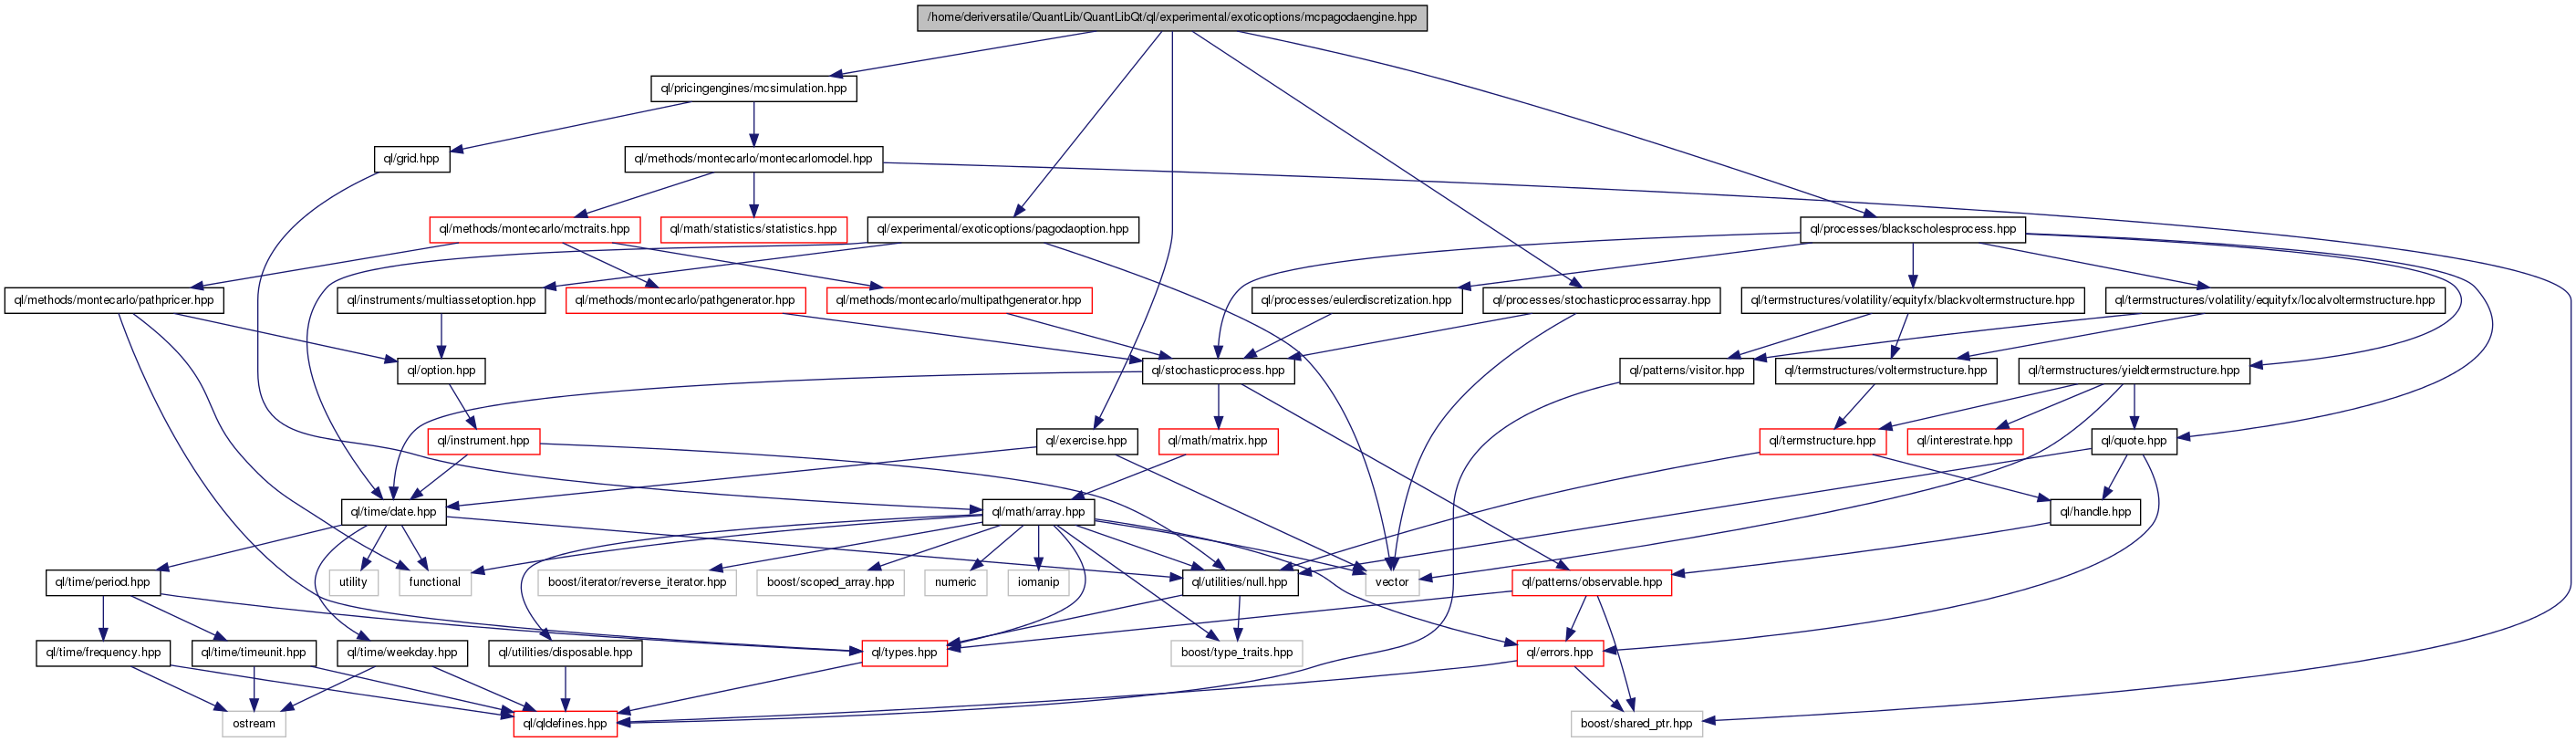 /home/deriversatile/QuantLib/QuantLibQt/ql/experimental/exoticoptions/mcpagodaengine.hpp
ql/pricingengines/mcsimulation.hpp
ql/grid.hpp
ql/methods/montecarlo/montecarlomodel.hpp
ql/methods/montecarlo/mctraits.hpp
ql/math/statistics/statistics.hpp
ql/experimental/exoticoptions/pagodaoption.hpp
ql/processes/blackscholesprocess.hpp
ql/methods/montecarlo/pathpricer.hpp
ql/instruments/multiassetoption.hpp
ql/methods/montecarlo/pathgenerator.hpp
ql/methods/montecarlo/multipathgenerator.hpp
ql/processes/eulerdiscretization.hpp
ql/processes/stochasticprocessarray.hpp
ql/termstructures/volatility/equityfx/blackvoltermstructure.hpp
ql/termstructures/volatility/equityfx/localvoltermstructure.hpp
ql/option.hpp
ql/stochasticprocess.hpp
ql/patterns/visitor.hpp
ql/termstructures/voltermstructure.hpp
ql/termstructures/yieldtermstructure.hpp
ql/instrument.hpp
ql/exercise.hpp
ql/math/matrix.hpp
ql/termstructure.hpp
ql/interestrate.hpp
ql/quote.hpp
ql/time/date.hpp
ql/math/array.hpp
ql/handle.hpp
ql/time/period.hpp
utility
functional
boost/iterator/reverse_iterator.hpp
boost/scoped_array.hpp
numeric
iomanip
ql/utilities/null.hpp
vector
ql/patterns/observable.hpp
ql/time/frequency.hpp
ql/time/timeunit.hpp
ql/time/weekday.hpp
ql/utilities/disposable.hpp
ql/types.hpp
boost/type_traits.hpp
ql/errors.hpp
ostream
ql/qldefines.hpp
boost/shared_ptr.hpp